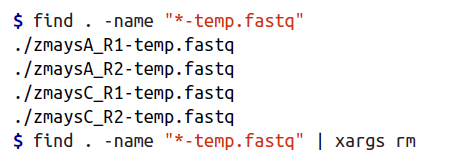 $ find . -name "*-temp.fastq"
./zmaysA_R1-temp.fastq
./zmaysA_R2-temp.fastq
./zmaysC_R1-temp.fastq
./zmaysC_R2-temp.fastq
$ find . -name "*-temp.fastq" | xargs rm